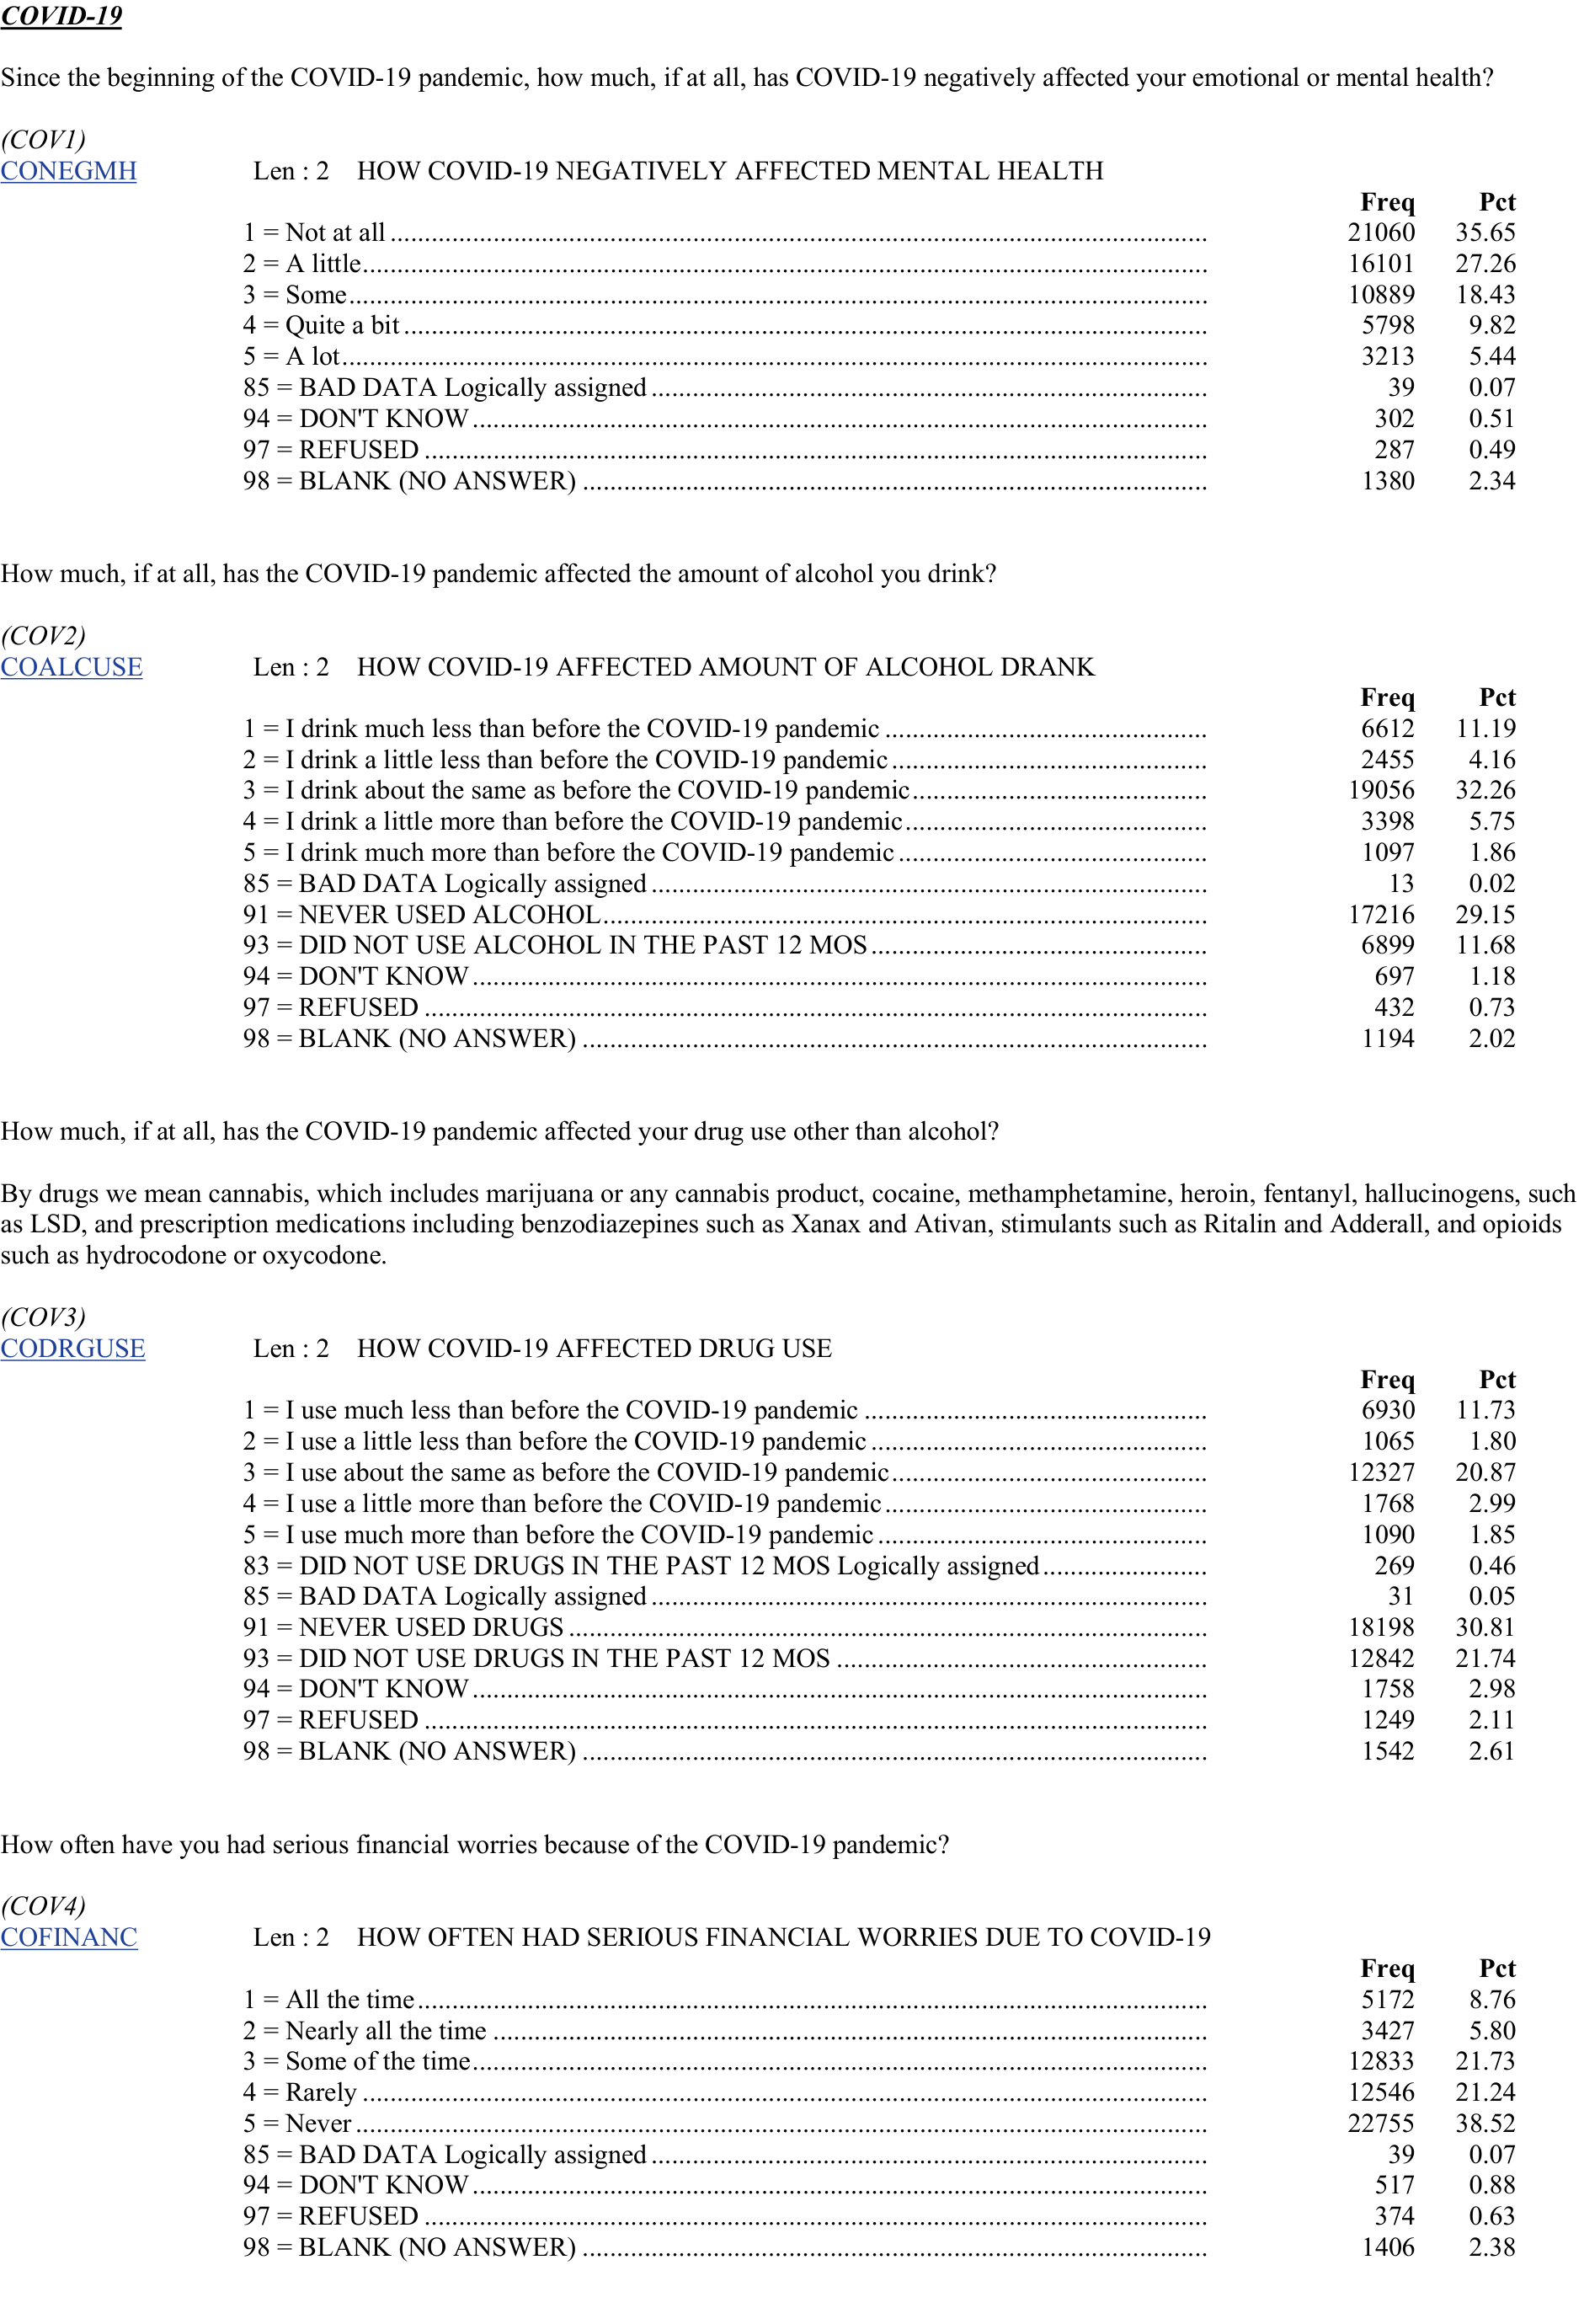 COVID-19
Since the beginning of the COVID-19 pandemic, how much, if at all, has COVID-19 negatively affected your emotional or mental health?
(COV1)
CONEGMH Len : 2 HOW COVID-19 NEGATIVELY AFFECTED MENTAL HEALTH
Freq Pct
1 = Not at all ........ 21060 35.65
2 = A little ........ 16101 27.26
3 = Some ........ 10889 18.43
4 = Quite a bit ........ 5798 9.82
5 = A lot ........ 3213 5.44
85 = BAD DATA Logically assigned ........ 39 0.07
94 = DON'T KNOW ........ 302 0.51
97 = REFUSED ........ 287 0.49
98 = BLANK (NO ANSWER) ........ 1380 2.34
How much, if at all, has the COVID-19 pandemic affected the amount of alcohol you drink?
(COV2)
COALCUSE Len : 2 HOW COVID-19 AFFECTED AMOUNT OF ALCOHOL DRANK
Freq Pct
1 = I drink much less than before the COVID-19 pandemic ........ 6612 11.19
2 = I drink a little less than before the COVID-19 pandemic ........ 2455 4.16
3 = I drink about the same as before the COVID-19 pandemic ........ 19056 32.26
4 = I drink a little more than before the COVID-19 pandemic ........ 3398 5.75
5 = I drink much more than before the COVID-19 pandemic ........ 1097 1.86
85 = BAD DATA Logically assigned ........ 13 0.02
91 = NEVER USED ALCOHOL ........ 17216 29.15
93 = DID NOT USE ALCOHOL IN THE PAST 12 MOS ........ 6899 11.68
94 = DON'T KNOW ........ 697 1.18
97 = REFUSED ........ 432 0.73
98 = BLANK (NO ANSWER) ........ 1194 2.02
How much, if at all, has the COVID-19 pandemic affected your drug use other than alcohol?
By drugs we mean cannabis, which includes marijuana or any cannabis product, cocaine, methamphetamine, heroin, fentanyl, hallucinogens, such
as LSD, and prescription medications including benzodiazepines such as Xanax and Ativan, stimulants such as Ritalin and Adderall, and opioids
such as hydrocodone or oxycodone.
(COV3)
CODRGUSE Len : 2 HOW COVID-19 AFFECTED DRUG USE
Freq Pct
1 = I use much less than before the COVID-19 pandemic ........ 6930 11.73
2 = I use a little less than before the COVID-19 pandemic ........ 1065 1.80
3 = I use about the same as before the COVID-19 pandemic ........ 12327 20.87
4 = I use a little more than before the COVID-19 pandemic ........ 1768 2.99
5 = I use much more than before the COVID-19 pandemic ........ 1090 1.85
83 = DID NOT USE DRUGS IN THE PAST 12 MOS Logically assigned ........ 269 0.46
85 = BAD DATA Logically assigned ........ 31 0.05
91 = NEVER USED DRUGS ........ 18198 30.81
93 = DID NOT USE DRUGS IN THE PAST 12 MOS ........ 12842 21.74
94 = DON'T KNOW ........ 1758 2.98
97 = REFUSED ........ 1249 2.11
98 = BLANK (NO ANSWER) ........ 1542 2.61
How often have you had serious financial worries because of the COVID-19 pandemic?
(COV4)
COFINANC Len : 2 HOW OFTEN HAD SERIOUS FINANCIAL WORRIES DUE TO COVID-19
Freq Pct
1 = All the time ........ 5172 8.76
2 = Nearly all the time ........ 3427 5.80
3 = Some of the time ........ 12833 21.73
4 = Rarely ........ 12546 21.24
5 = Never ........ 22755 38.52
85 = BAD DATA Logically assigned ........ 39 0.07
94 = DON'T KNOW ........ 517 0.88
97 = REFUSED ........ 374 0.63
98 = BLANK (NO ANSWER) ........ 1406 2.38